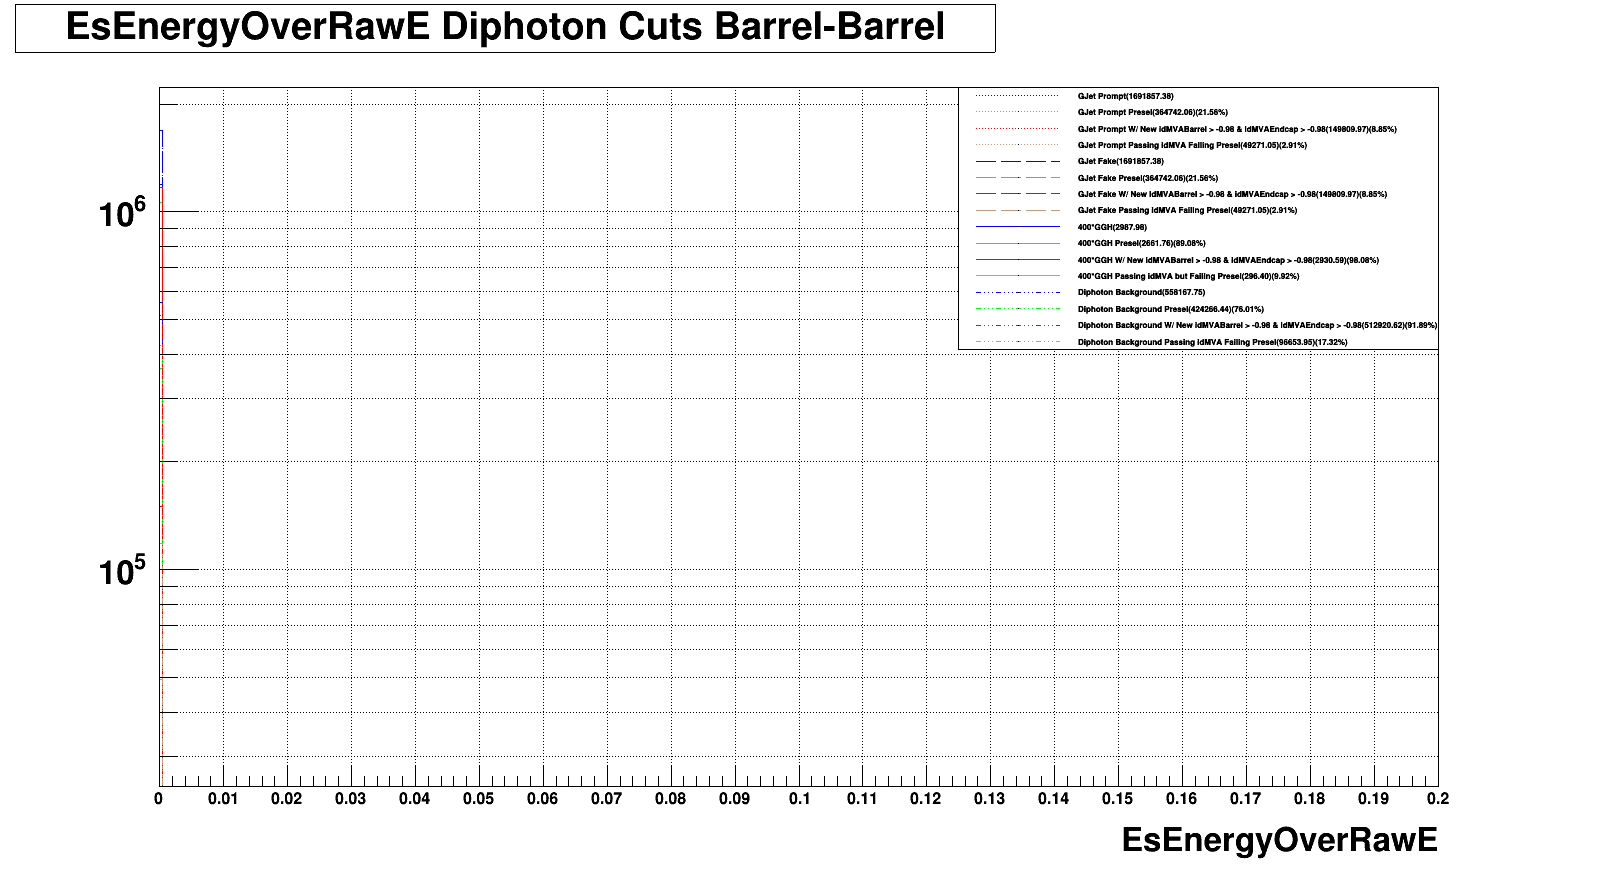 EsEnergyOverRawE Diphoton Cuts Barrel-Barrel
GJet Prompt(1691857.38)
GJet Prompt Presel(364742.06)(21.56%)
GJet Prompt W/ New idMVABarrel > -0.98 & idMVAEndcap > -0.98(149809.97)(8.85%)
GJet Prompt Passing idMVA Failing Presel(49271.05)(2.91%)
GJet Fake(1691857.38)
GJet Fake Presel(364742.06)(21.56%)
GJet Fake W/ New idMVABarrel > -0.98 & idMVAEndcap > -0.98(149809.97)(8.85%)
GJet Fake Passing idMVA Failing Presel(49271.05)(2.91%)
400*GGH(2987.98)
400*GGH Presel(2661.76)(89.08%)
400*GGH W/ New idMVABarrel > -0.98 & idMVAEndcap > -0.98(2930.59)(98.08%)
400*GGH Passing idMVA but Failing Presel(296.40)(9.92%)
Diphoton Background(558167.75)
Diphoton Background Presel(424266.44)(76.01%)
Diphoton Background W/ New idMVABarrel > -0.98 & idMVAEndcap > -0.98(512920.62)(91.89%)
Diphoton Background Passing idMVA Failing Presel(96653.95)(17.32%)
10^6
10^5
0 0.01 0.02 0.03 0.04 0.05 0.06 0.07 0.08 0.09 0.1 0.11 0.12 0.13 0.14 0.15 0.16 0.17 0.18 0.19 0.2
EsEnergyOverRawE